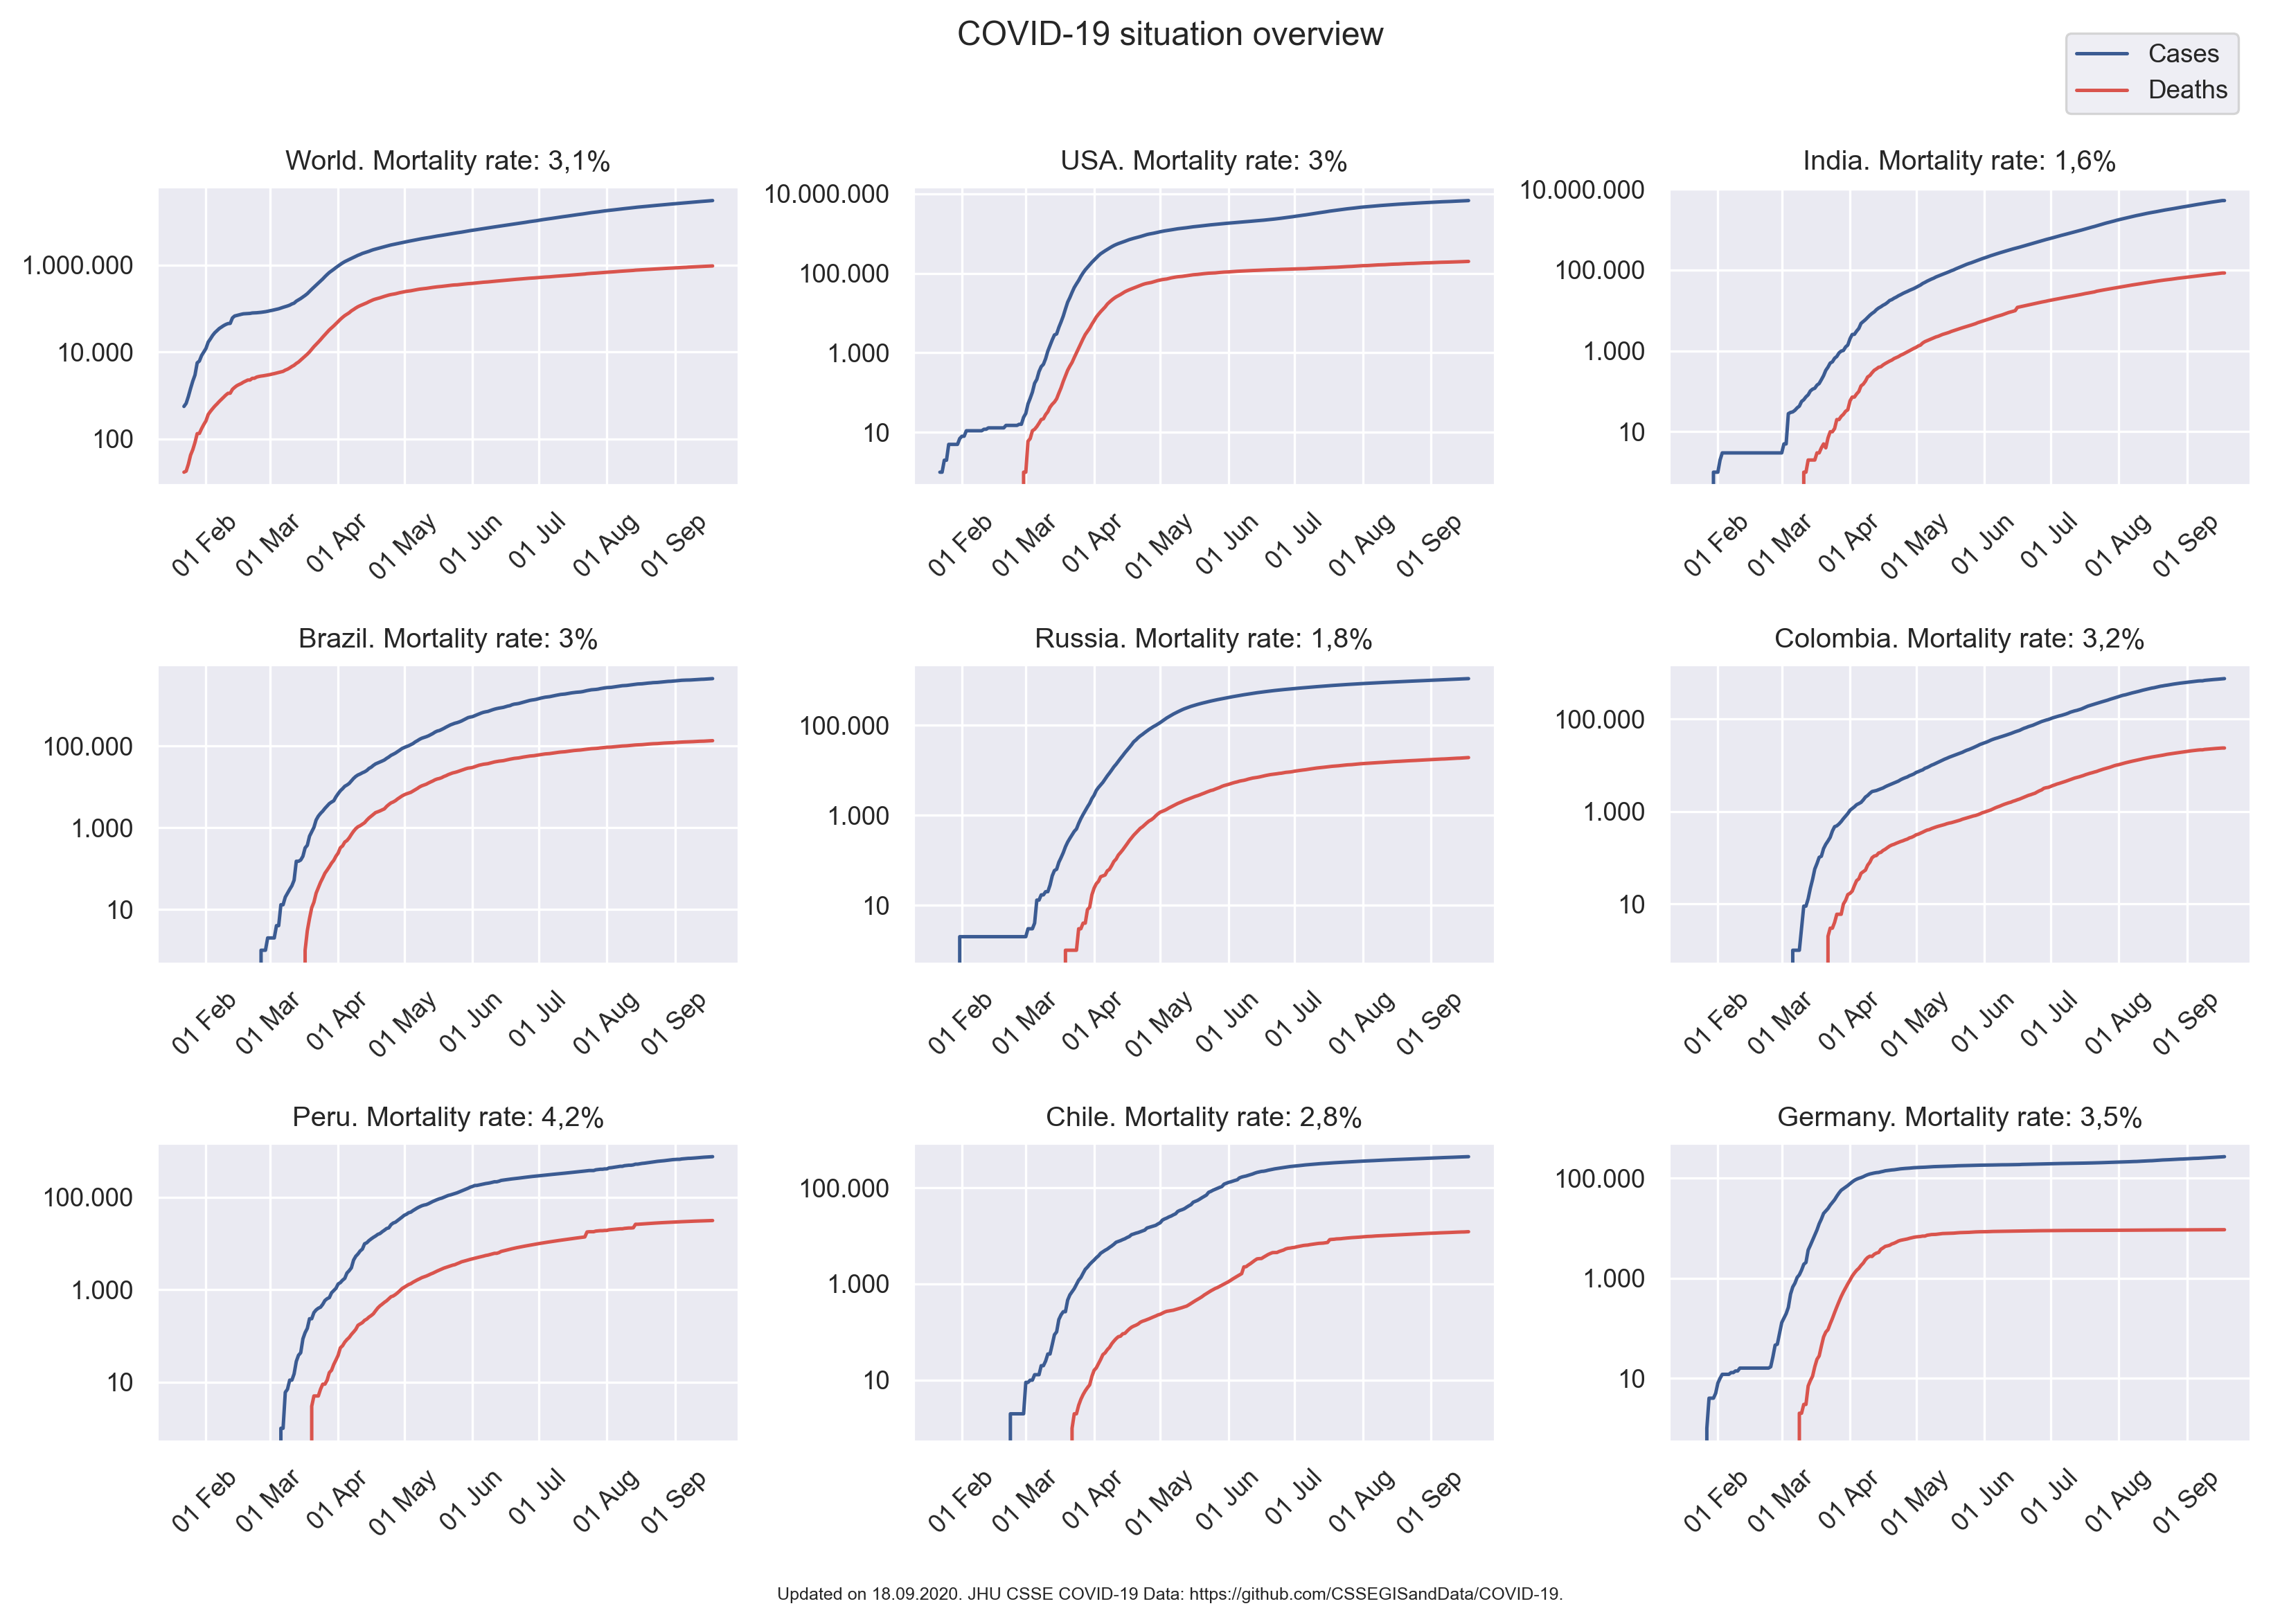 COVID-19 situation overview
Cases
Deaths
World. Mortality rate: 3,1%
1.000.000
10.000
100
01 Feb
01 Mar
01 Apr
01 May
01 Jun
01 Jul
01 Aug
01 Sep
USA. Mortality rate: 3%
10.000.000
100.000
1.000
10
01 Feb
01 Mar
01 Apr
01 May
01 Jun
01 Jul
01 Aug
01 Sep
India. Mortality rate: 1,6%
10.000.000
100.000
1.000
10
01 Feb
01 Mar
01 Apr
01 May
01 Jun
01 Jul
01 Aug
01 Sep
Brazil. Mortality rate: 3%
100.000
1.000
10
01 Feb
01 Mar
01 Apr
01 May
01 Jun
01 Jul
01 Aug
01 Sep
Russia. Mortality rate: 1,8%
100.000
1.000
10
01 Feb
01 Mar
01 Apr
01 May
01 Jun
01 Jul
01 Aug
01 Sep
Colombia. Mortality rate: 3,2%
100.000
1.000
10
01 Feb
01 Mar
01 Apr
01 May
01 Jun
01 Jul
01 Aug
01 Sep
Peru. Mortality rate: 4,2%
100.000
1.000
10
01 Feb
01 Mar
01 Apr
01 May
01 Jun
01 Jul
01 Aug
01 Sep
Chile. Mortality rate: 2,8%
100.000
1.000
10
01 Feb
01 Mar
01 Apr
01 May
01 Jun
01 Jul
01 Aug
01 Sep
Germany. Mortality rate: 3,5%
100.000
1.000
10
01 Feb
01 Mar
01 Apr
01 May
01 Jun
01 Jul
01 Aug
01 Sep
Updated on 18.09.2020. JHU CSSE COVID-19 Data: https://github.com/CSSEGISandData/COVID-19.